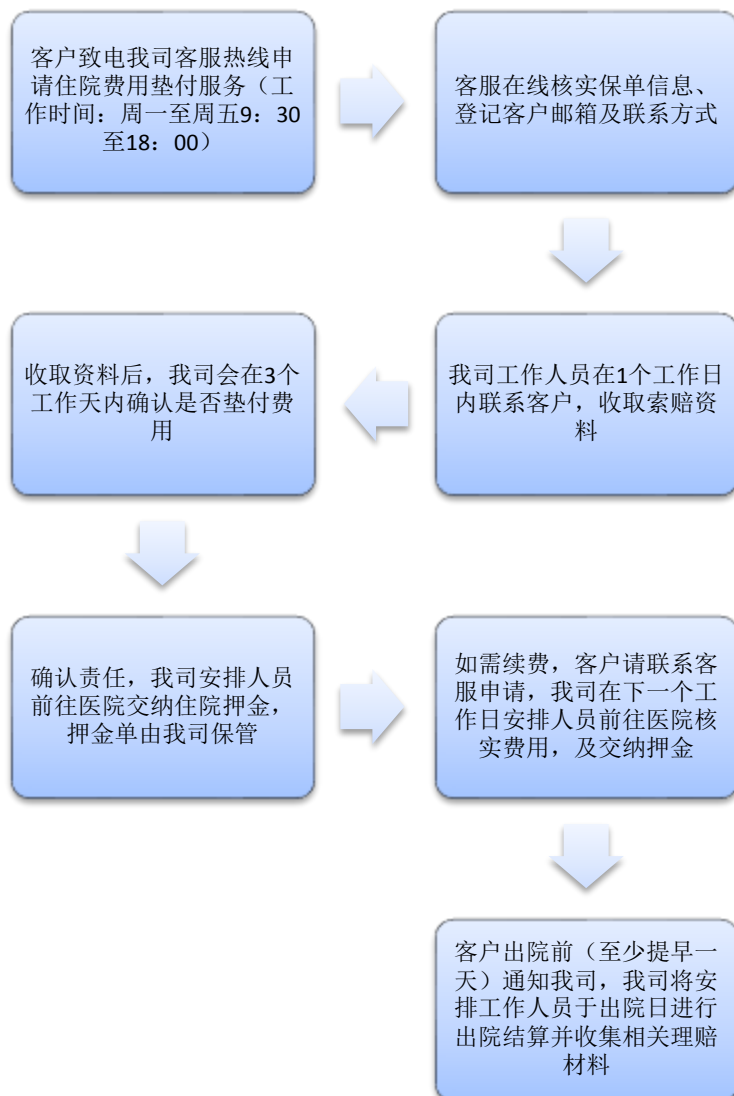 客户致电我司客服热线申
请住院费用垫付服务（工
作时间：周一至周五9：30
至18：00）
客服在线核实保单信息、
登记客户邮箱及联系方式
我司工作人员在1个工作日
内联系客户，收取索赔资
料
收取资料后，我司会在3个
工作天内确认是否垫付费
用
确认责任，我司安排人员
前往医院交纳住院押金，
押金单由我司保管
如需续费，客户请联系客
服申请，我司在下一个工
作日安排人员前往医院核
实费用，及交纳押金
客户出院前（至少提早一
天）通知我司，我司将安
排工作人员于出院日进行
出院结算并收集相关理赔
材料